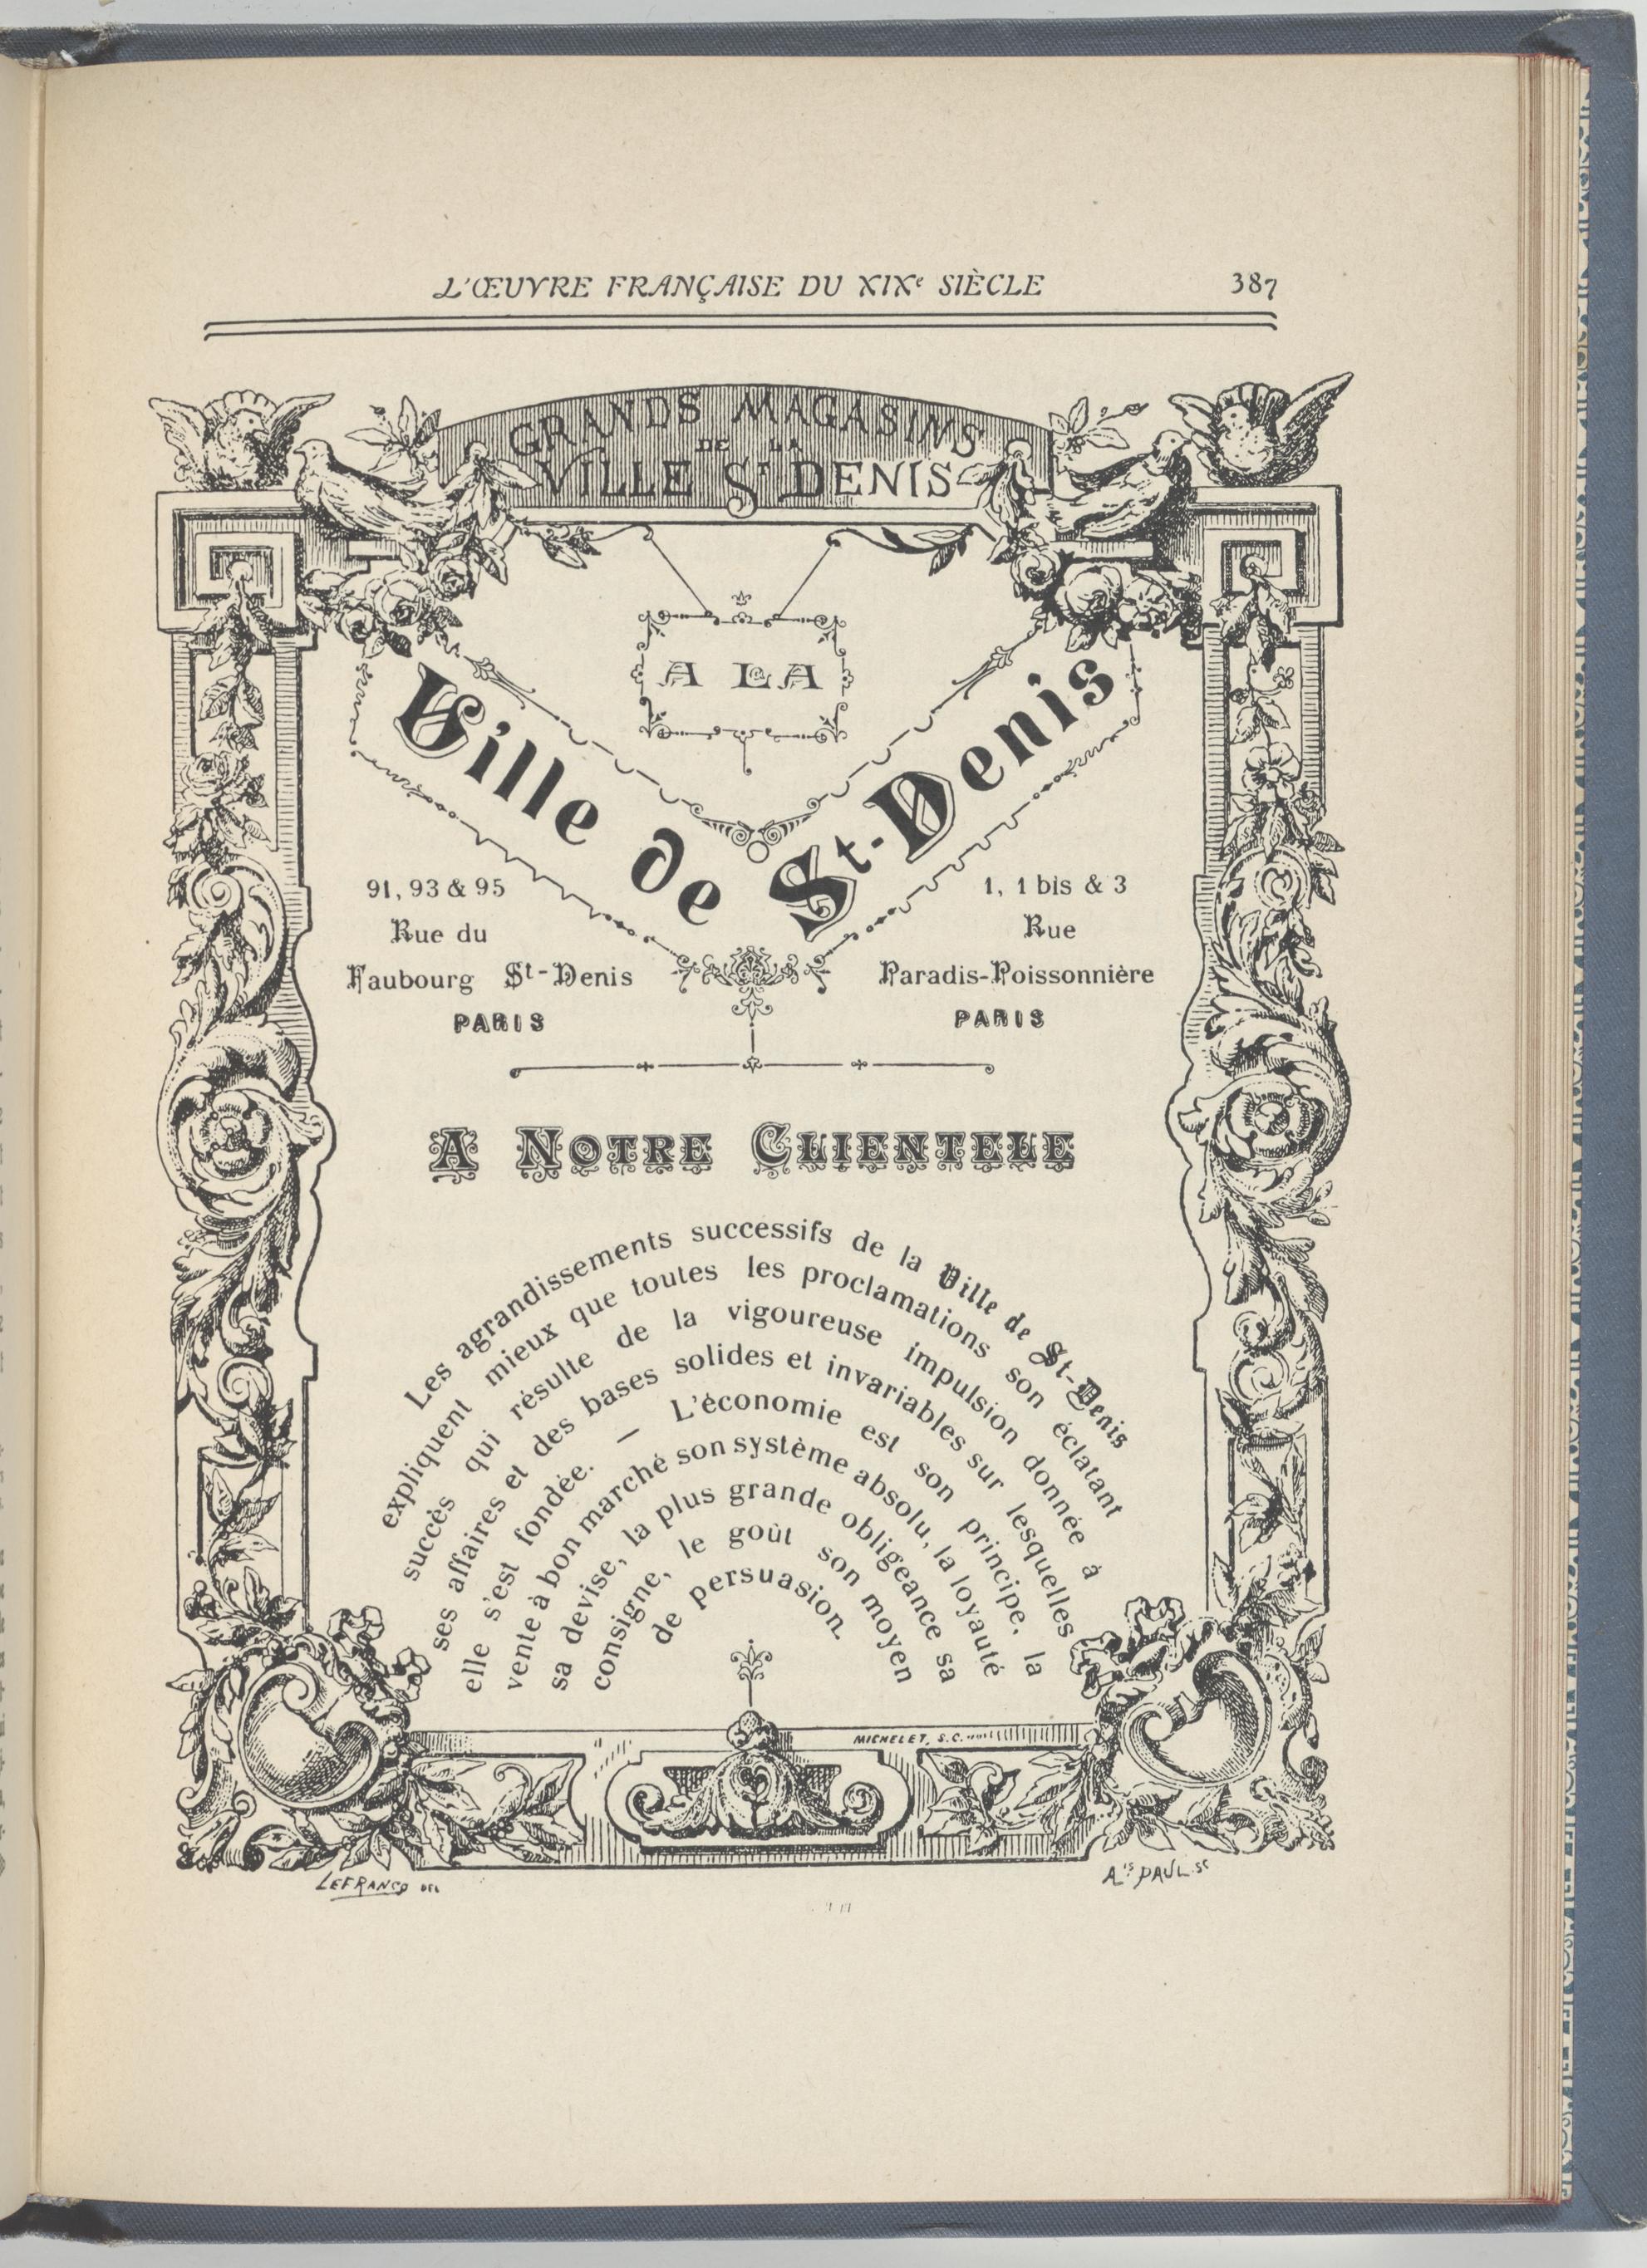 L'ŒUVRE FRANÇAISE DU XIXe SIÈCLE 387
GRANDS MAGASINS
DE LA
VILLE St DENIS
A LA
Ville de St-Denis
91, 93 & 95
Rue du
Faubourg St-Denis
PARIS
1, 1 bis & 3
Rue
Paradis-Poissonnière
PARIS
A NOTRE CLIENTELE
Les agrandissements successifs de la Ville de St-Denis
expliquent mieux que toutes les proclamations son éclatant
succès qui résulte de la vigoureuse impulsion donnée à
ses affaires et des bases solides et invariables sur lesquelles
elle s'est fondée. — L'économie est son principe, la
vente à bon marché son système absolu, la loyauté
sa devise, la plus grande obligeance sa
consigne, le goût son moyen
de persuasion.
MICHELET, S.C.
LEFRANCQ DEL
Ais PAUL Sc